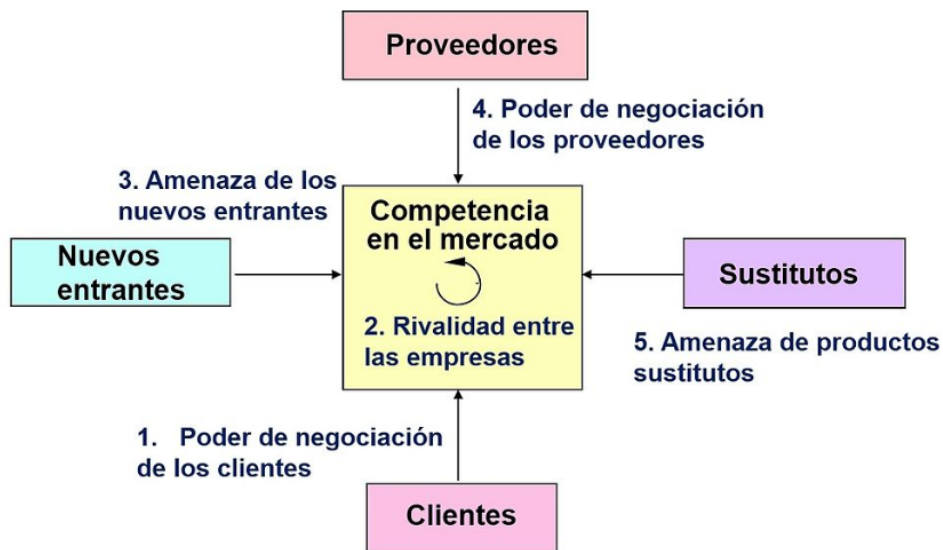 Proveedores
4. Poder de negociación
de los proveedores
3. Amenaza de los
nuevos entrantes
Competencia
en el mercado
Nuevos
entrantes
Sustitutos
2. Rivalidad entre
las empresas
5. Amenaza de productos
sustitutos
1. Poder de negociación
de los clientes
Clientes